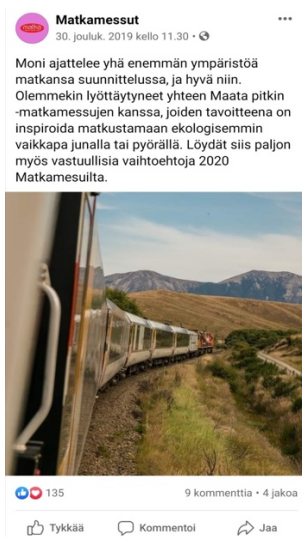 Matkamessut
30. jouluk. 2019 kello 11.30 •
Moni ajattelee yhä enemmän ympäristöä
matkansa suunnittelussa, ja hyvä niin.
Olemmekin lyöttäytyneet yhteen Maata pitkin
-matkamessujen kanssa, joiden tavoitteena on
inspiroida matkustamaan ekologisemmin
vaikkapa junalla tai pyörällä. Löydät siis paljon
myös vastuullisia vaihtoehtoja 2020
Matkamesuilta.
135
9 kommenttia • 4 jakoa
Tykkää
Kommentoi
Jaa